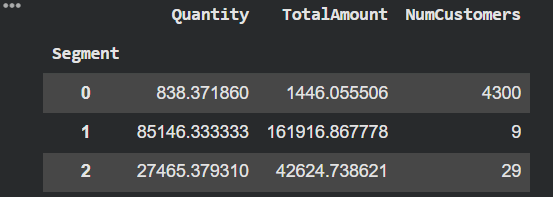 Quantity TotalAmount NumCustomers
Segment
0 838.371860 1446.055506 4300
1 85146.333333 161916.867778 9
2 27465.379310 42624.738621 29